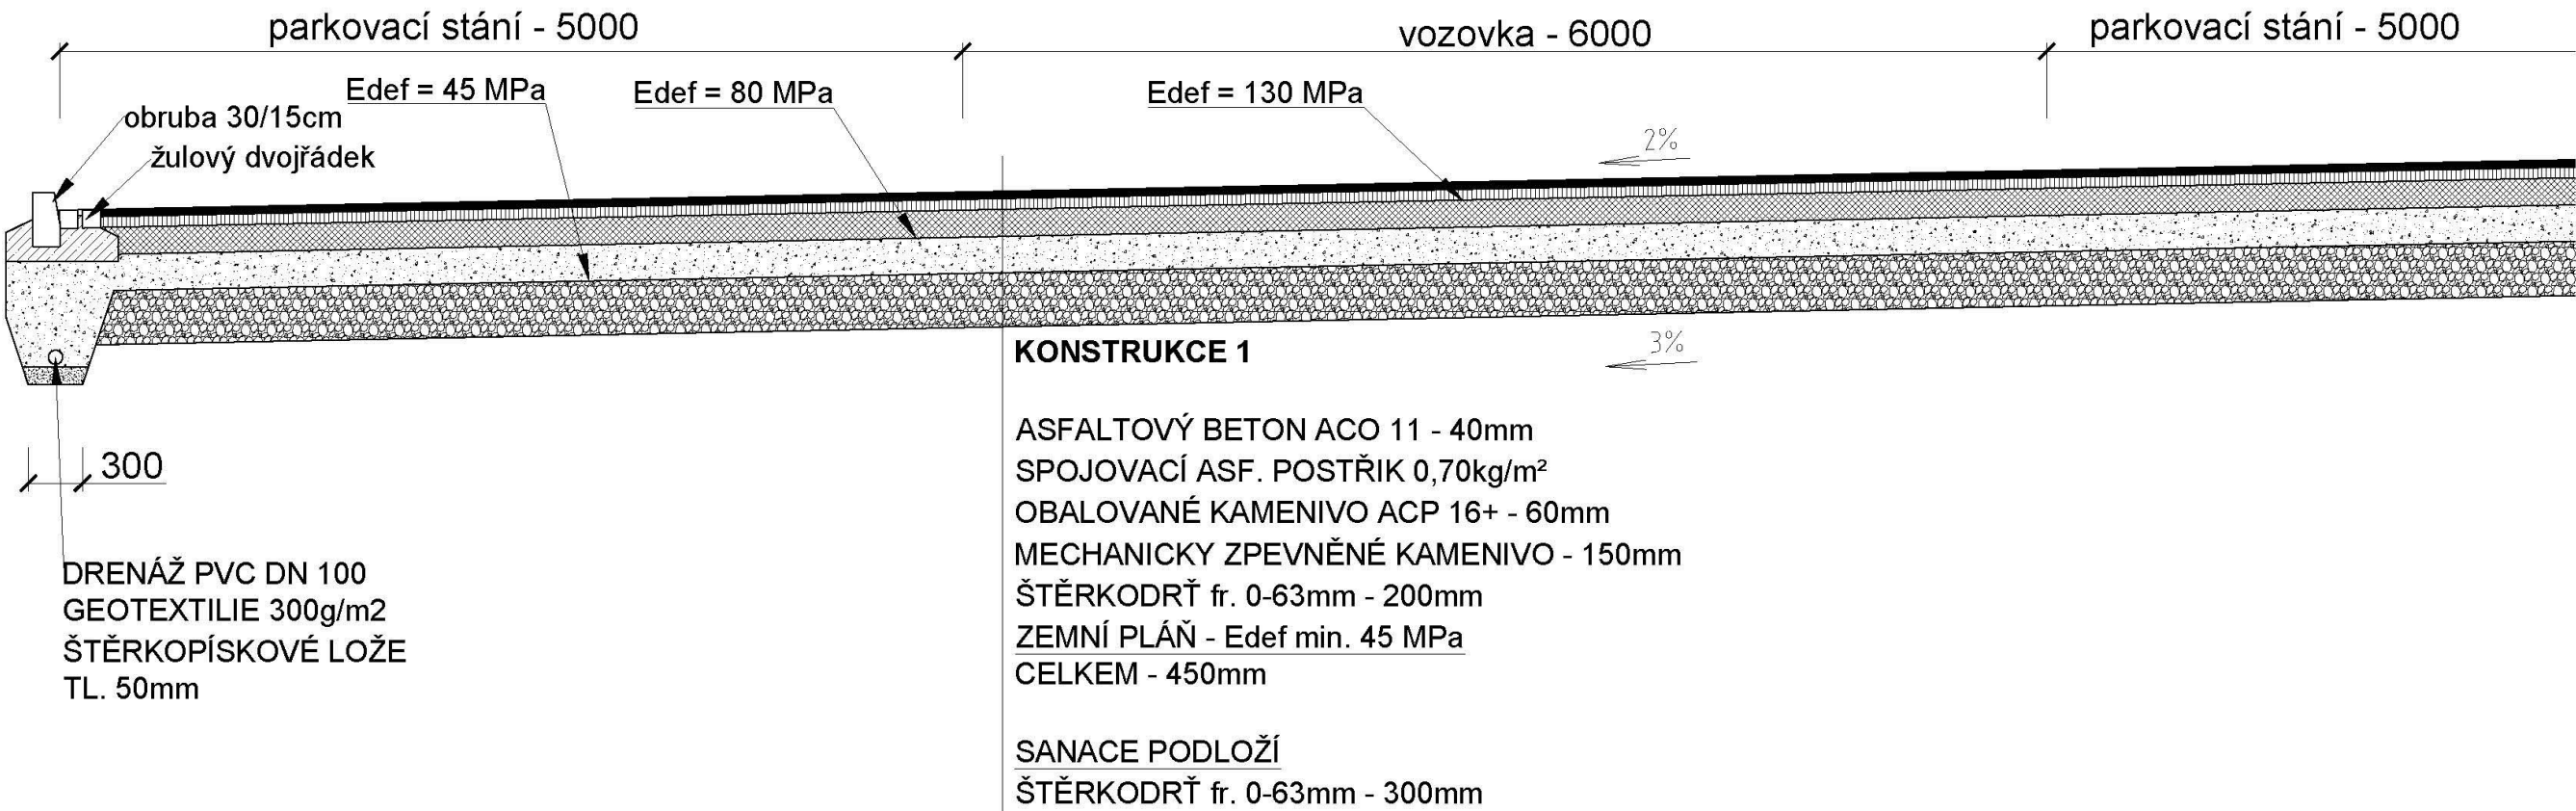 parkovací stání - 5000
vozovka - 6000
parkovací stání - 5000
Edef = 45 MPa
Edef = 80 MPa
Edef = 130 MPa
obruba 30/15cm
žulový dvojřádek
2%
3%
300
DRENÁŽ PVC DN 100
GEOTEXTILIE 300g/m2
ŠTĚRKOPÍSKOVÉ LOŽE
TL. 50mm
KONSTRUKCE 1
ASFALTOVÝ BETON ACO 11 - 40mm
SPOJOVACÍ ASF. POSTŘIK 0,70kg/m²
OBALOVANÉ KAMENIVO ACP 16+ - 60mm
MECHANICKY ZPEVNĚNÉ KAMENIVO - 150mm
ŠTĚRKODRŤ fr. 0-63mm - 200mm
ZEMNÍ PLÁŇ - Edef min. 45 MPa
CELKEM - 450mm
SANACE PODLOŽÍ
ŠTĚRKODRŤ fr. 0-63mm - 300mm